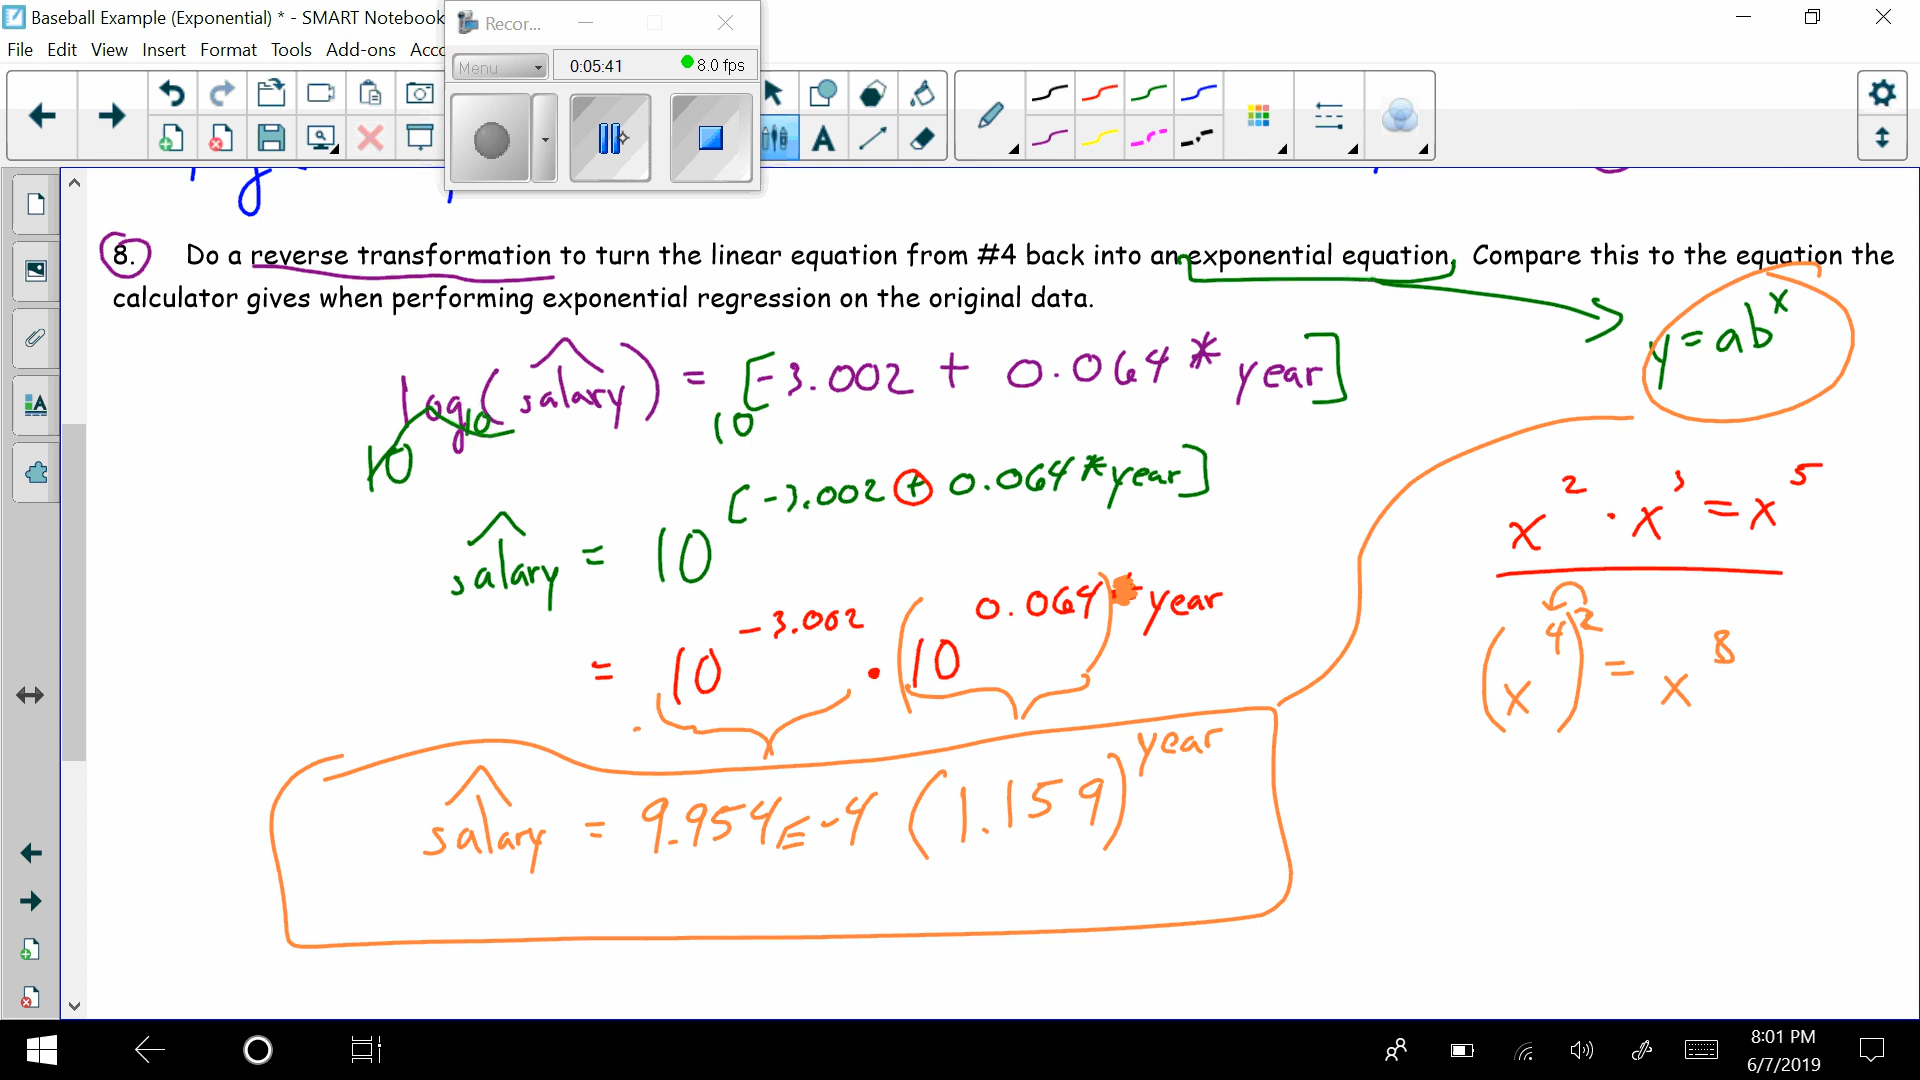 Baseball Example (Exponential) * - SMART Notebook
File Edit View Insert Format Tools Add-ons Acco
Recor...
Menu 0:05:41 8.0 fps
8. Do a reverse transformation to turn the linear equation from #4 back into an exponential equation. Compare this to the equation the
calculator gives when performing exponential regression on the original data.
y = ab^x
10^log₁₀(salary) = 10^[-3.002 + 0.064 * year]
salary = 10^[-3.002 + 0.064 * year]
x^2 · x^3 = x^5
= 10^-3.002 · (10^0.064)^year
(x^4)^2 = x^8
salary = 9.954E-4 (1.159)^year
8:01 PM
6/7/2019